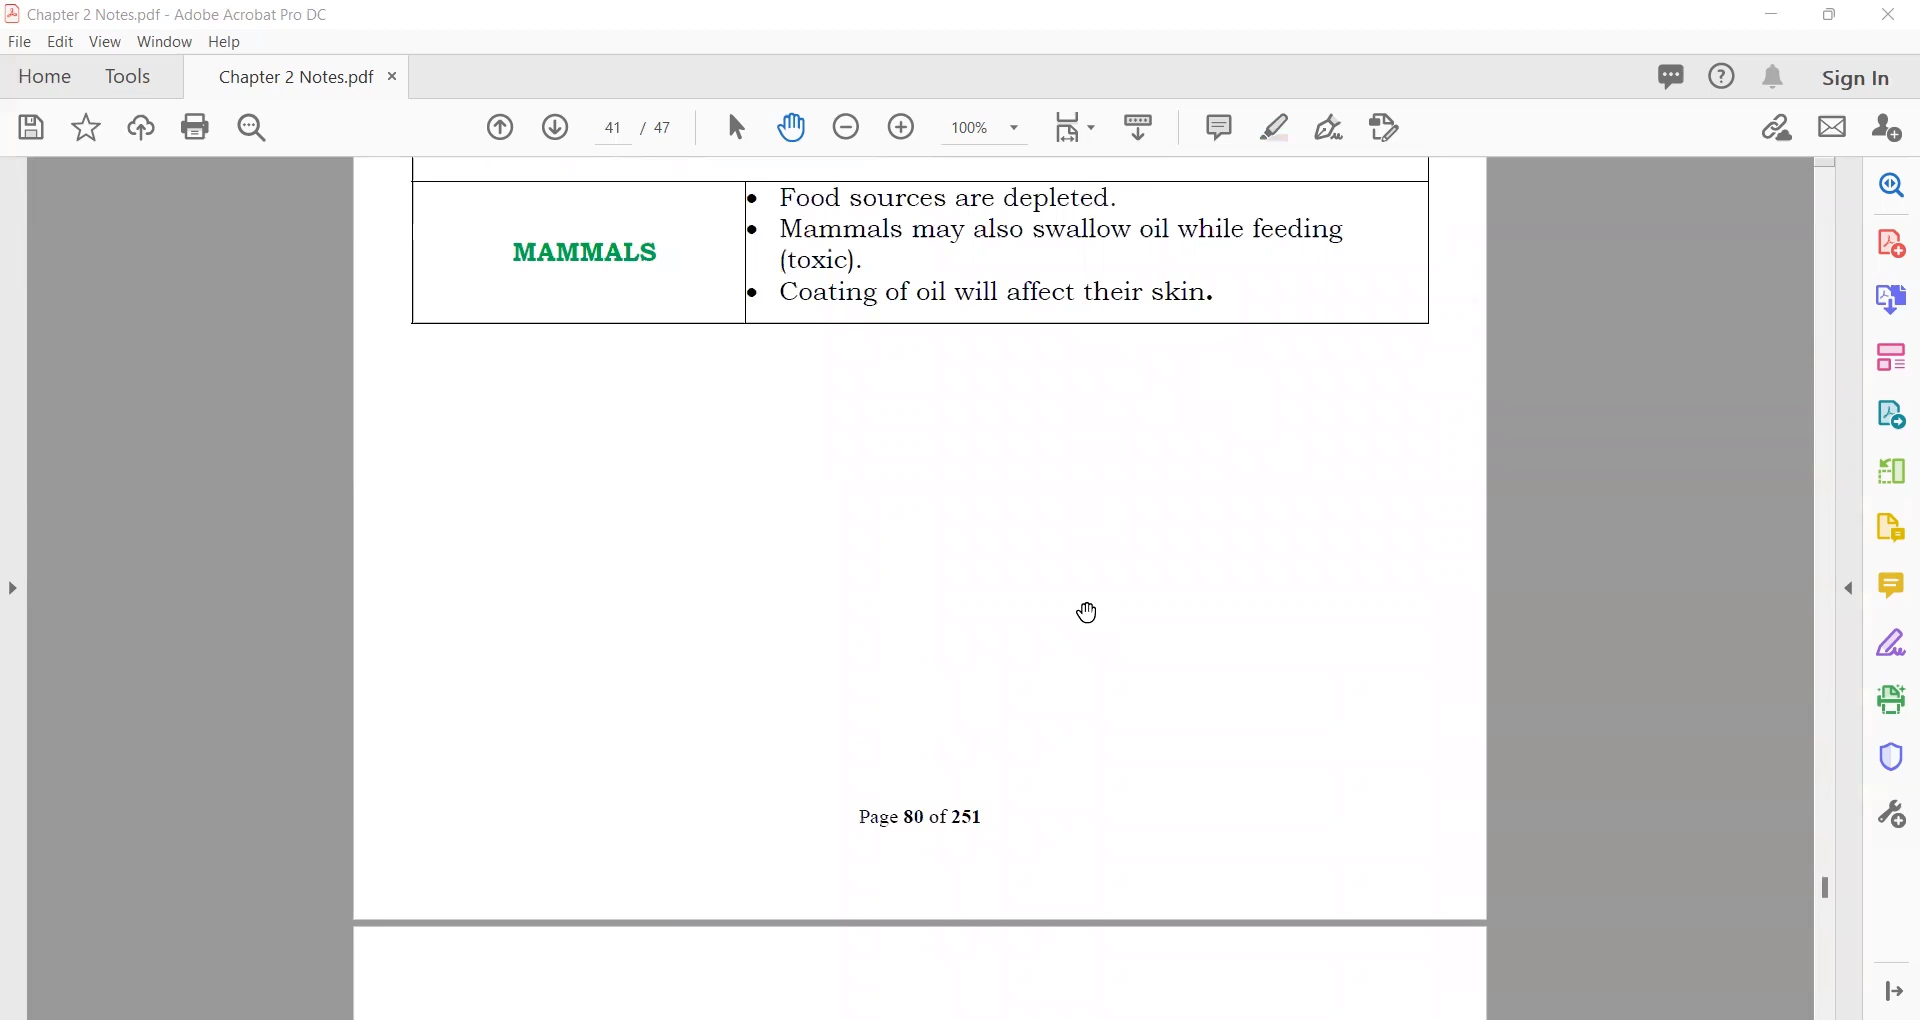 Chapter 2 Notes.pdf - Adobe Acrobat Pro DC
File Edit View Window Help
Home Tools Chapter 2 Notes.pdf × Sign In
41 / 47 100%
• Food sources are depleted.
• Mammals may also swallow oil while feeding
MAMMALS
(toxic).
• Coating of oil will affect their skin.
Page 80 of 251